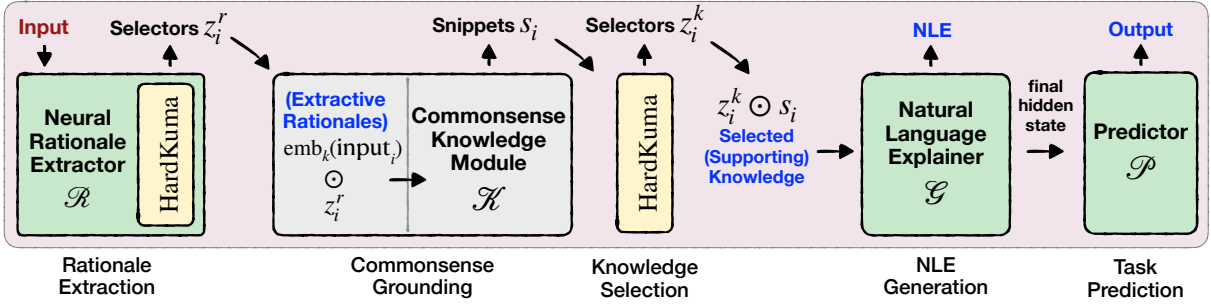 Input
Selectors z_i^r
Snippets s_i
Selectors z_i^k
NLE
Output
Neural
Rationale
Extractor
ℛ
HardKuma
(Extractive
Rationales)
emb_k(input_i)
⊙
z_i^r
Commonsense
Knowledge
Module
𝒦
HardKuma
z_i^k ⊙ s_i
Selected
(Supporting)
Knowledge
Natural
Language
Explainer
𝒢
final
hidden
state
Predictor
𝒫
Rationale
Extraction
Commonsense
Grounding
Knowledge
Selection
NLE
Generation
Task
Prediction